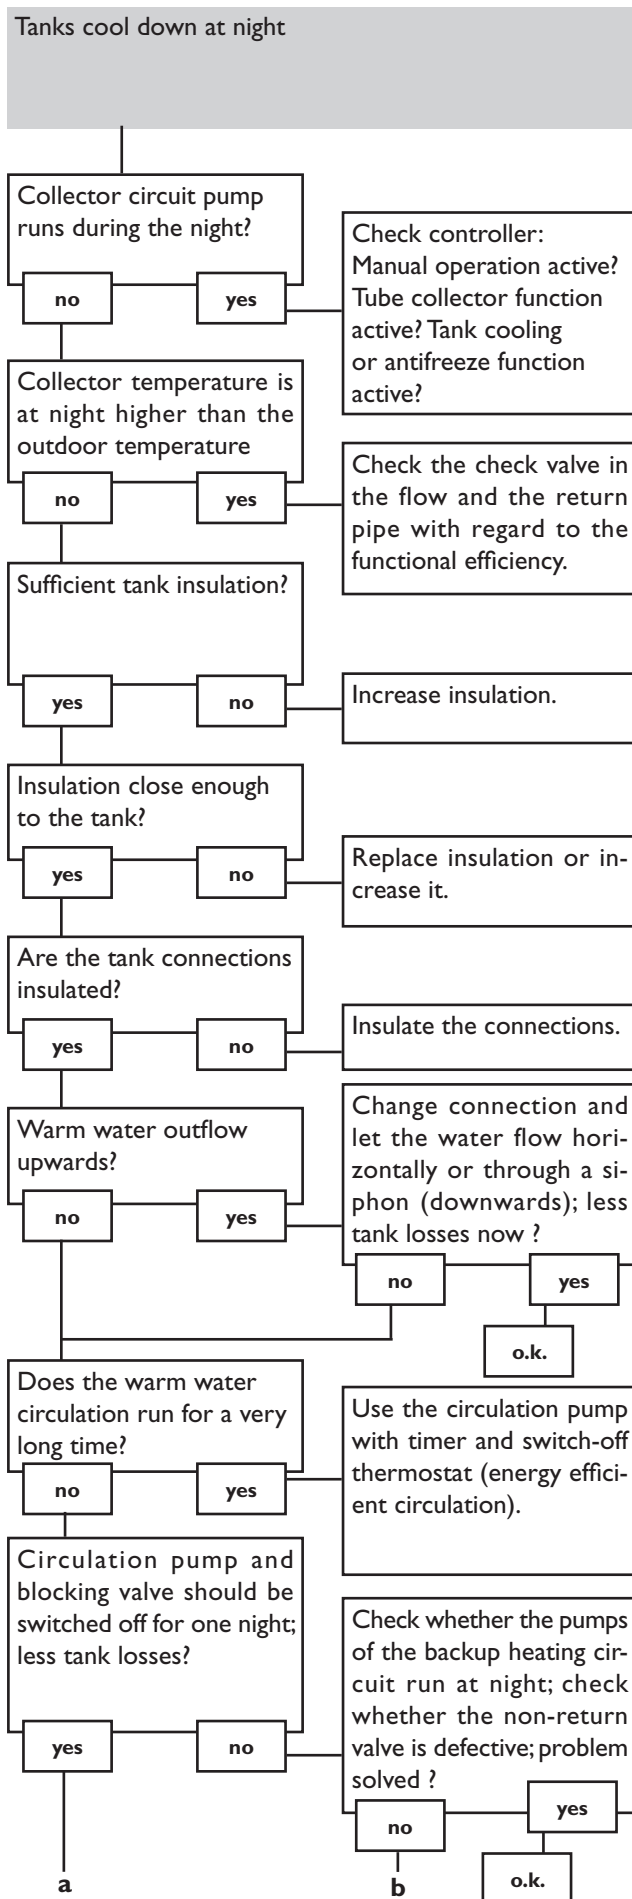 Tanks cool down at night
Collector circuit pump
runs during the night?
no
yes
Check controller:
Manual operation active?
Tube collector function
active? Tank cooling
or antifreeze function
active?
Collector temperature is
at night higher than the
outdoor temperature
no
yes
Check the check valve in
the flow and the return
pipe with regard to the
functional efficiency.
Sufficient tank insulation?
yes
no
Increase insulation.
Insulation close enough
to the tank?
yes
no
Replace insulation or in-
crease it.
Are the tank connections
insulated?
yes
no
Insulate the connections.
Warm water outflow
upwards?
no
yes
Change connection and
let the water flow hori-
zontally or through a si-
phon (downwards); less
tank losses now ?
no
yes
o.k.
Does the warm water
circulation run for a very
long time?
no
yes
Use the circulation pump
with timer and switch-off
thermostat (energy effici-
ent circulation).
Circulation pump and
blocking valve should be
switched off for one night;
less tank losses?
yes
no
Check whether the pumps
of the backup heating cir-
cuit run at night; check
whether the non-return
valve is defective; problem
solved ?
no
yes
a
b
o.k.